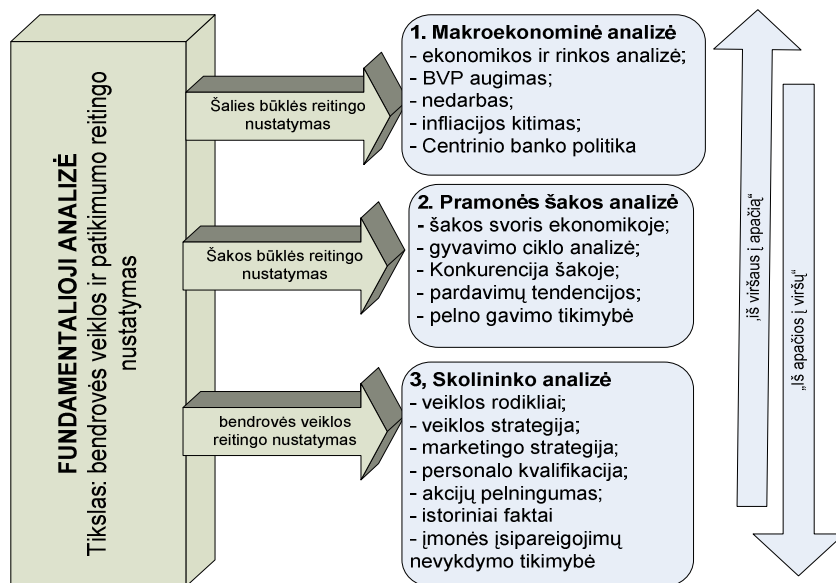 FUNDAMENTALIOJI ANALIZĖ
Tikslas: bendrovės veiklos ir patikimumo reitingo
nustatymas
Šalies būklės reitingo
nustatymas
1. Makroekonominė analizė
- ekonomikos ir rinkos analizė;
- BVP augimas;
- nedarbas;
- infliacijos kitimas;
- Centrinio banko politika
Šakos būklės reitingo
nustatymas
2. Pramonės šakos analizė
- šakos svoris ekonomikoje;
- gyvavimo ciklo analizė;
- Konkurencija šakoje;
- pardavimų tendencijos;
- pelno gavimo tikimybė
bendrovės veiklos
reitingo nustatymas
3, Skolininko analizė
- veiklos rodikliai;
- veiklos strategija;
- marketingo strategija;
- personalo kvalifikacija;
- akcijų pelningumas;
- istoriniai faktai
- įmonės įsipareigojimų
nevykdymo tikimybė
„iš viršaus į apačią“
„Iš apačios į viršų“